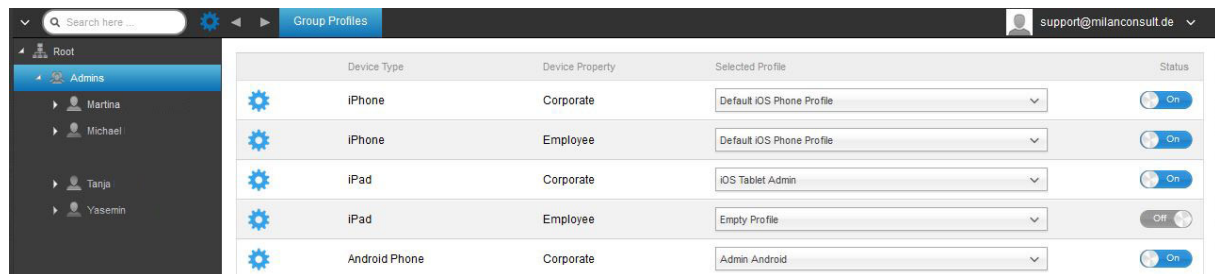 Search here ...
Group Profiles
support@milanconsult.de
Root
Admins
Martina
Michael
Tanja
Yasemin
Device Type Device Property Selected Profile Status
iPhone Corporate Default iOS Phone Profile On
iPhone Employee Default iOS Phone Profile On
iPad Corporate iOS Tablet Admin On
iPad Employee Empty Profile Off
Android Phone Corporate Admin Android On